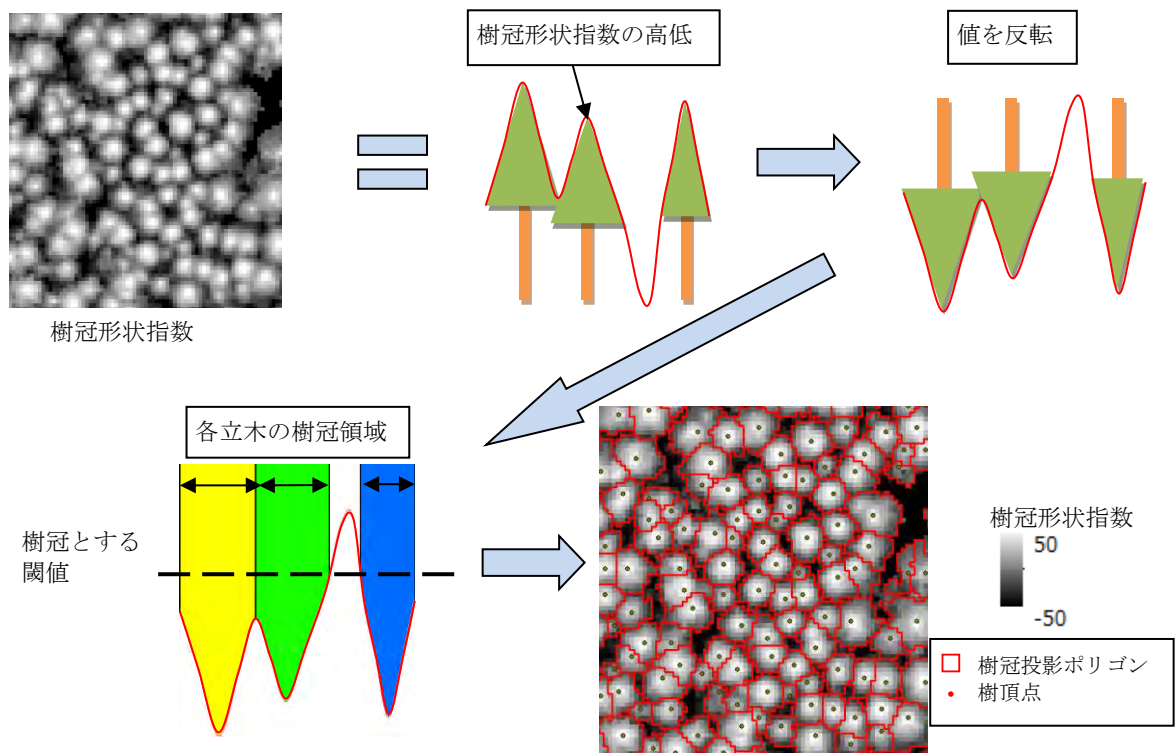 樹冠形状指数の高低
値を反転
樹冠形状指数
各立木の樹冠領域
樹冠とする
閾値
樹冠形状指数
50
-50
樹冠投影ポリゴン
樹頂点